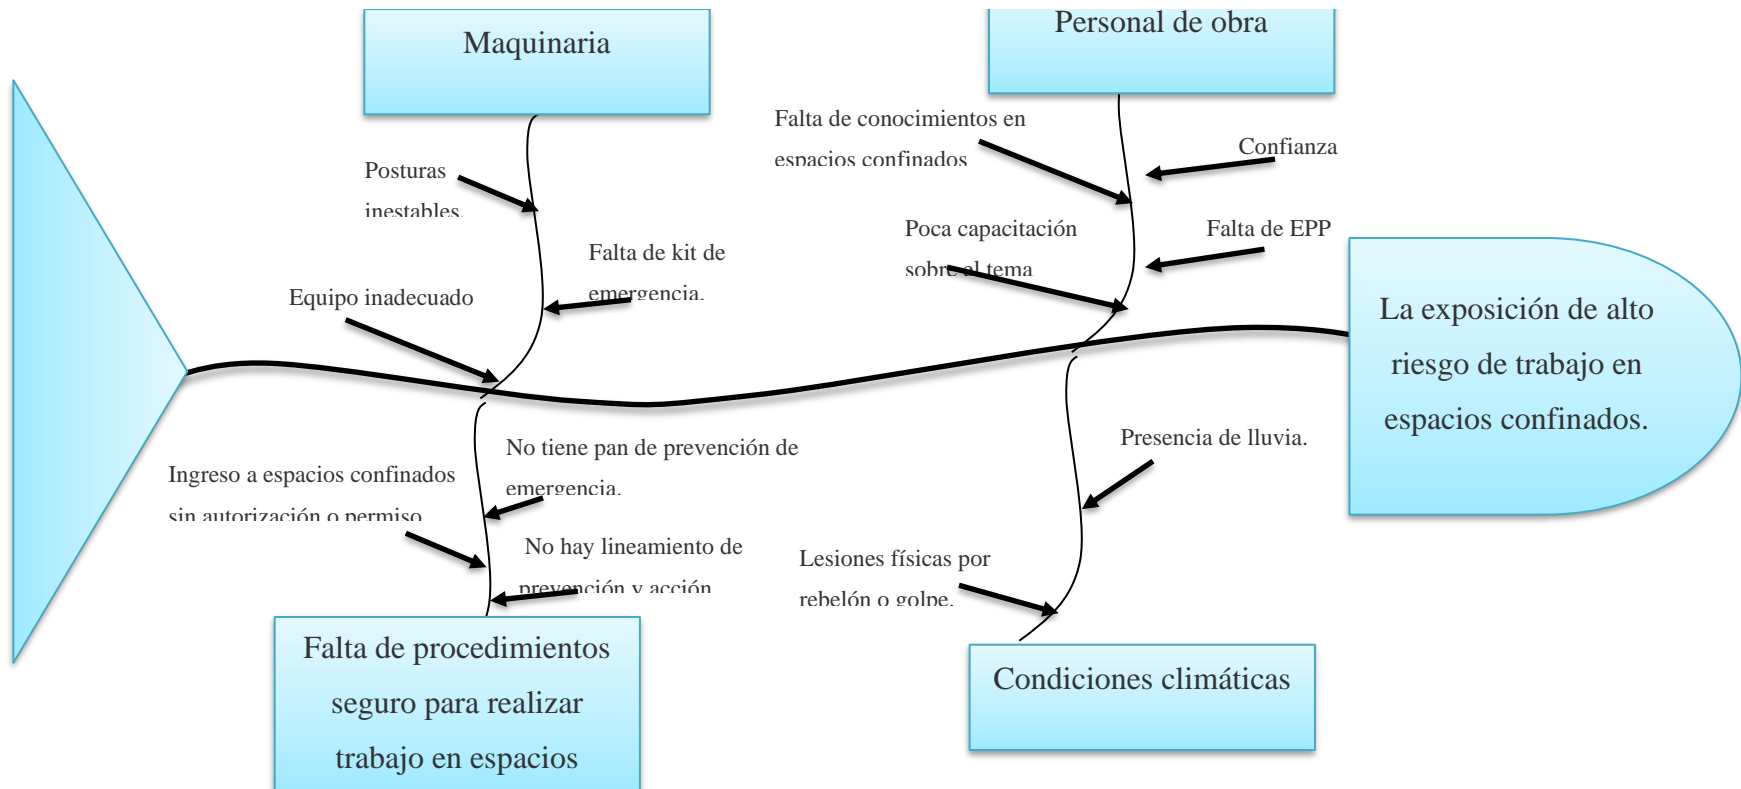 Maquinaria
Personal de obra
Falta de conocimientos en
espacios confinados
Confianza
Posturas
inestables.
Poca capacitación
sobre el tema
Falta de EPP
Falta de kit de
emergencia.
Equipo inadecuado
La exposición de alto
riesgo de trabajo en
espacios confinados.
No tiene pan de prevención de
emergencia.
Ingreso a espacios confinados
sin autorización o permiso
Presencia de lluvia.
No hay lineamiento de
prevención y acción
Lesiones físicas por
rebelón o golpe.
Falta de procedimientos
seguro para realizar
trabajo en espacios
Condiciones climáticas